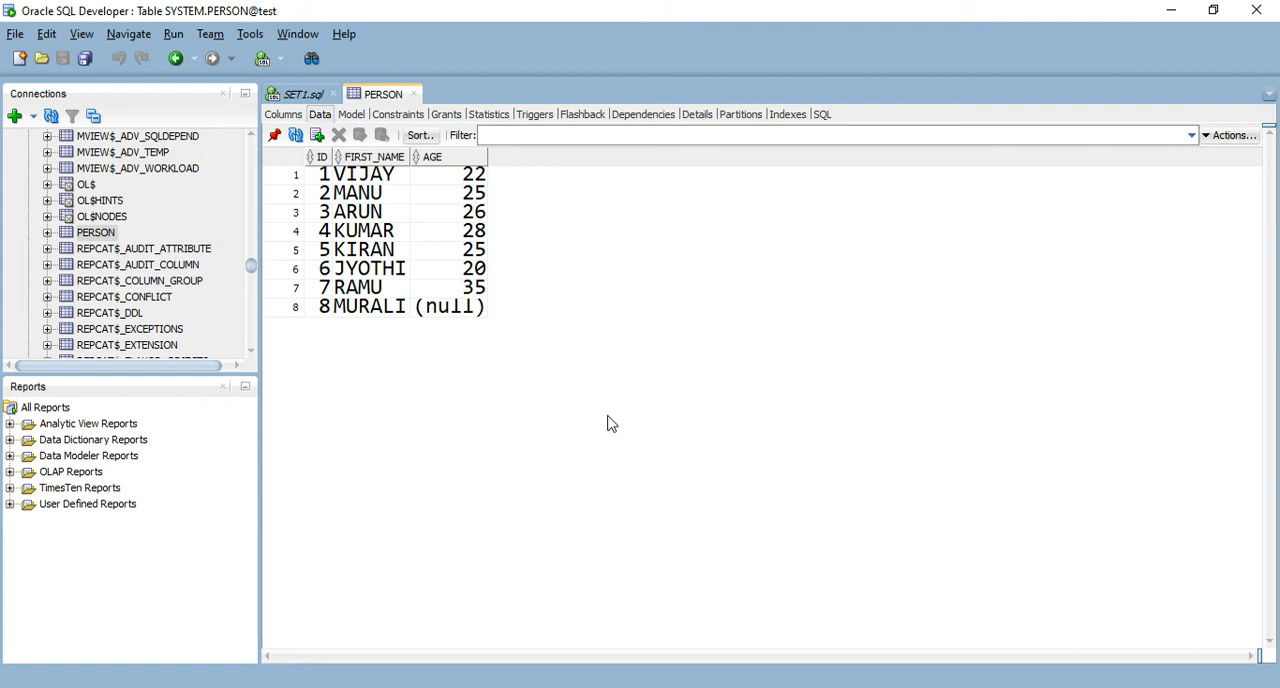 Oracle SQL Developer : Table SYSTEM.PERSON@test
File Edit View Navigate Run Team Tools Window Help
Connections
MVIEW$_ADV_SQLDEPEND
MVIEW$_ADV_TEMP
MVIEW$_ADV_WORKLOAD
OL$
OL$HINTS
OL$NODES
PERSON
REPCAT$_AUDIT_ATTRIBUTE
REPCAT$_AUDIT_COLUMN
REPCAT$_COLUMN_GROUP
REPCAT$_CONFLICT
REPCAT$_DDL
REPCAT$_EXCEPTIONS
REPCAT$_EXTENSION
Reports
All Reports
Analytic View Reports
Data Dictionary Reports
Data Modeler Reports
OLAP Reports
TimesTen Reports
User Defined Reports
SET1.sql PERSON
Columns Data Model Constraints Grants Statistics Triggers Flashback Dependencies Details Partitions Indexes SQL
Sort.. Filter: Actions...
ID FIRST_NAME AGE
1 1 VIJAY 22
2 2 MANU 25
3 3 ARUN 26
4 4 KUMAR 28
5 5 KIRAN 25
6 6 JYOTHI 20
7 7 RAMU 35
8 8 MURALI (null)